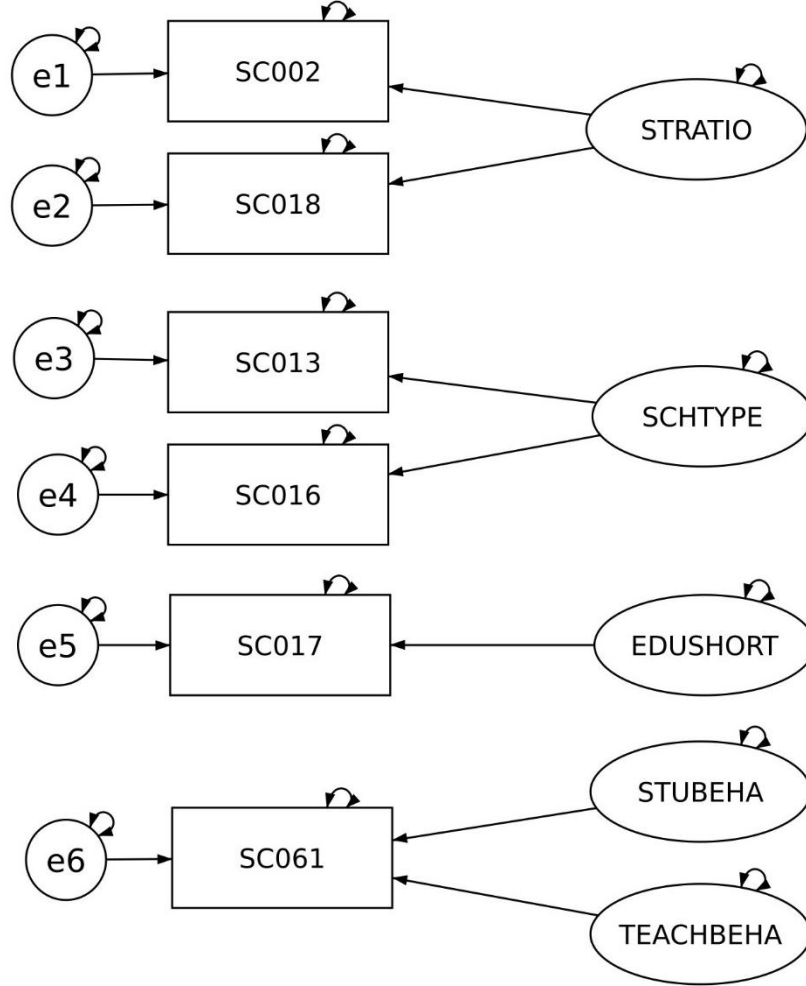 e1
SC002
STRATIO
e2
SC018
e3
SC013
SCHTYPE
e4
SC016
e5
SC017
EDUSHORT
STUBEHA
e6
SC061
TEACHBEHA